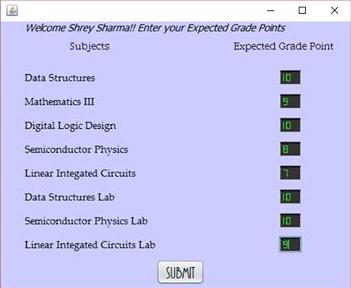 Welcome Shrey Sharma!! Enter your Expected Grade Points
Subjects Expected Grade Point
Data Structures 10
Mathematics III 9
Digital Logic Design 10
Semiconductor Physics 8
Linear Integated Circuits 7
Data Structures Lab 10
Semiconductor Physics Lab 10
Linear Integated Circuits Lab 9
SUBMIT